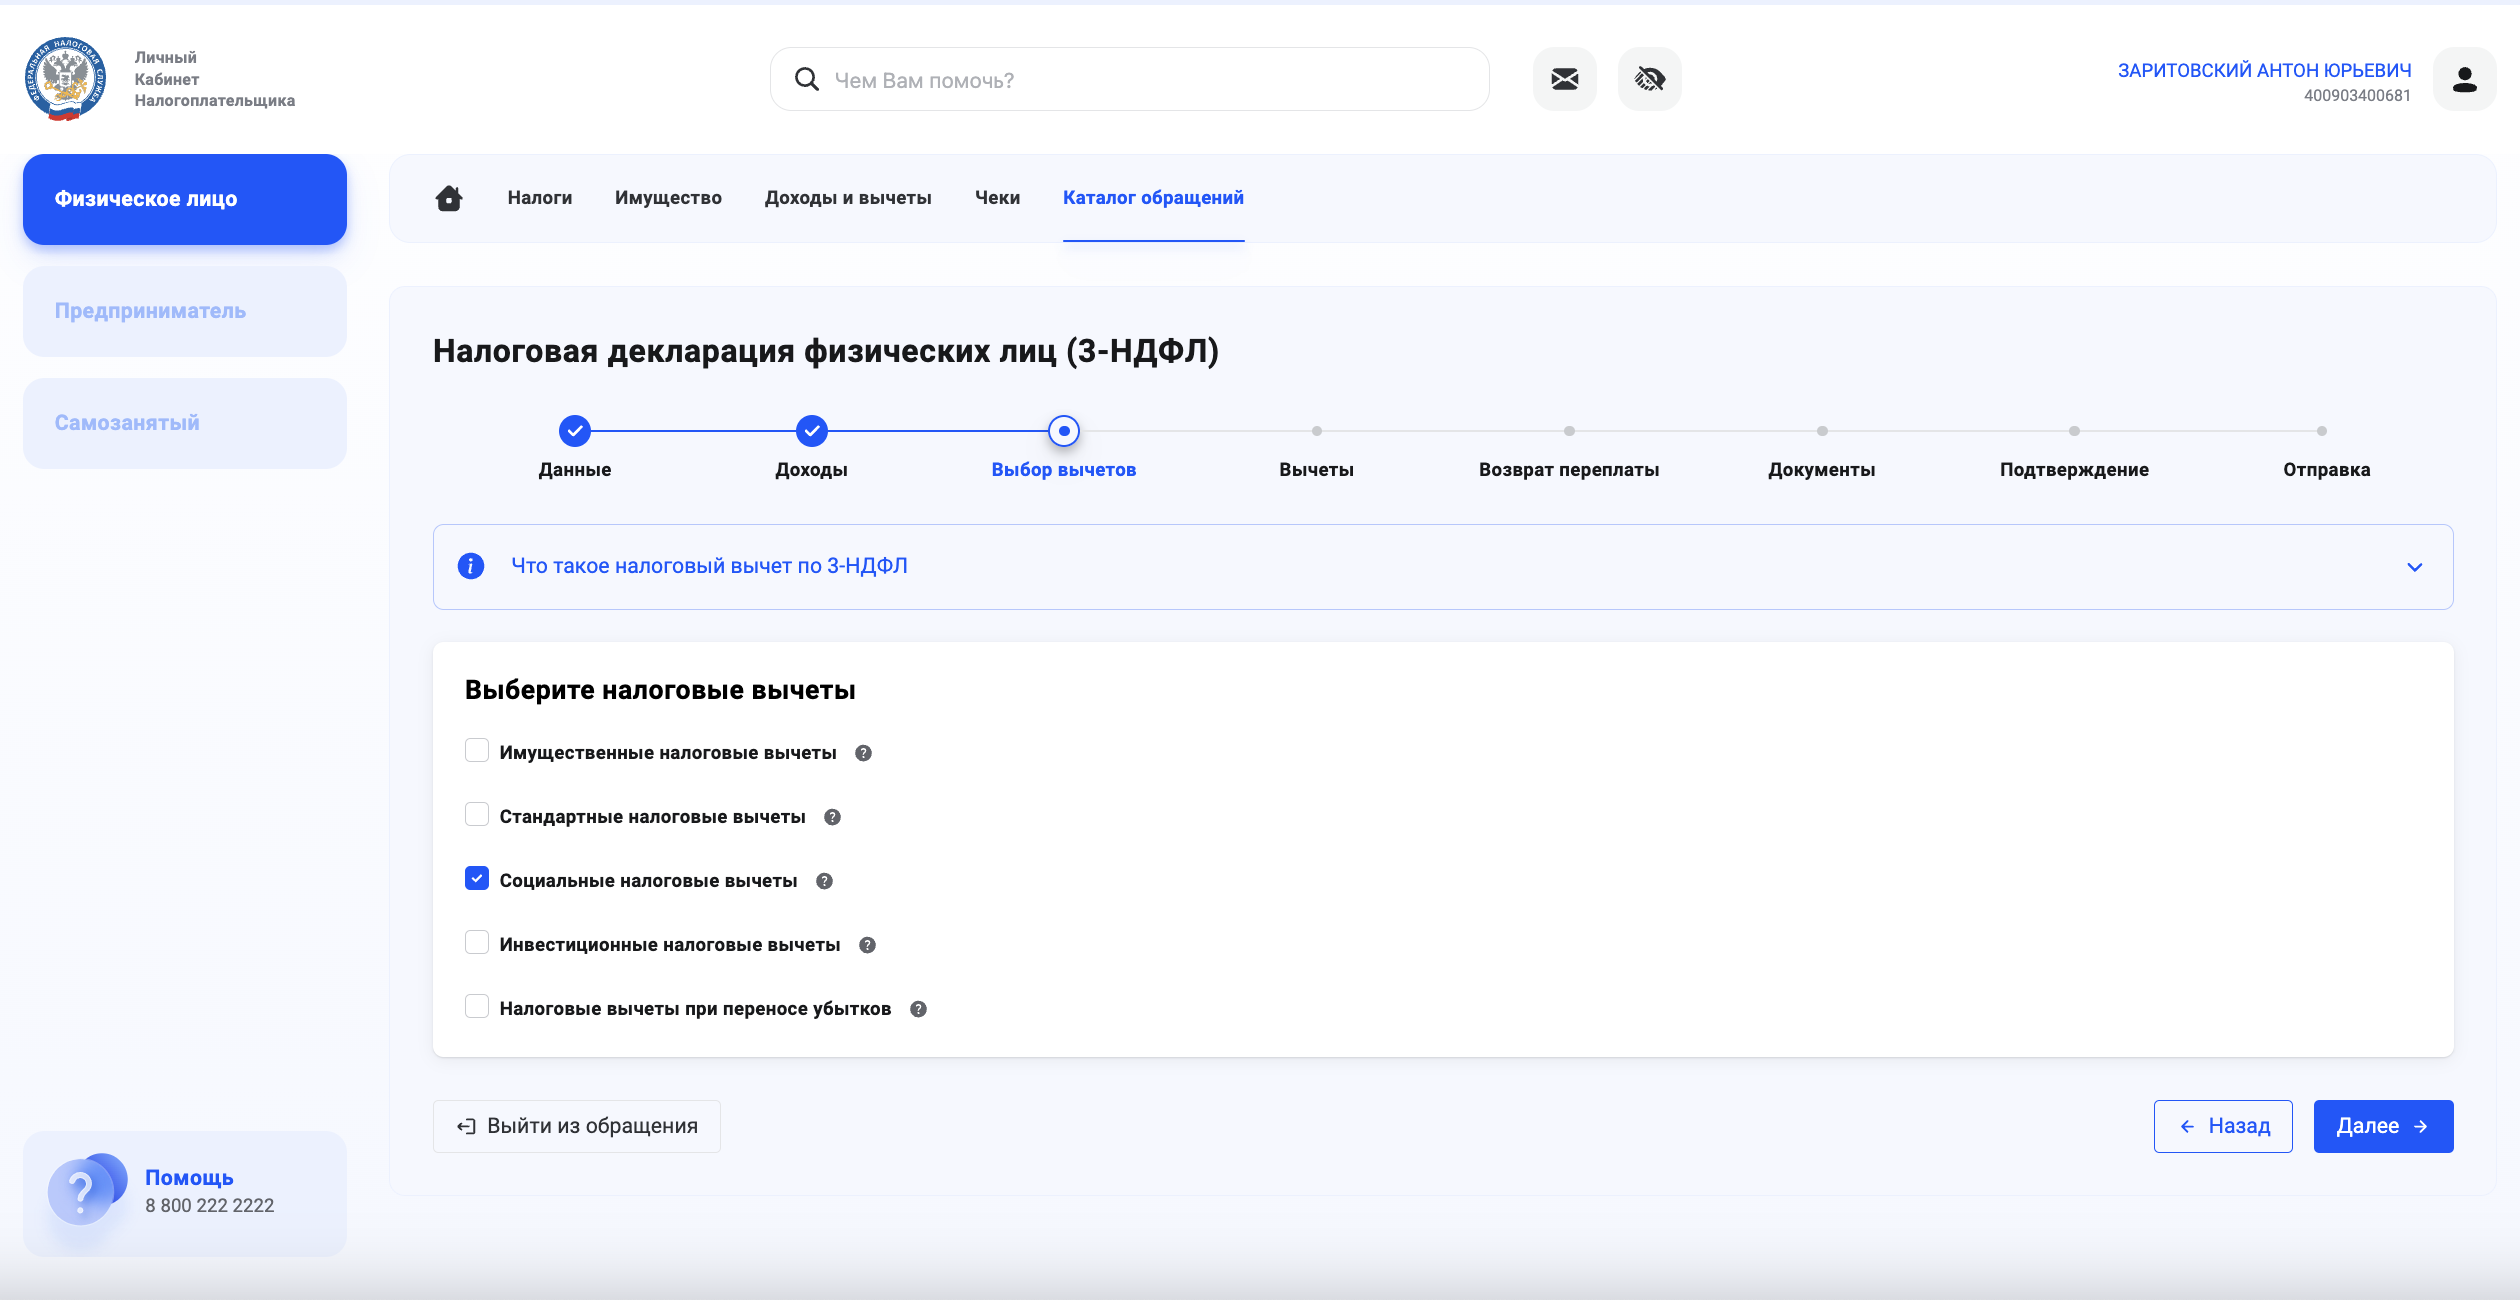 ФЕДЕРАЛЬНАЯ НАЛОГОВАЯ СЛУЖБА
Личный
Кабинет
Налогоплательщика
Чем Вам помочь?
ЗАРИТОВСКИЙ АНТОН ЮРЬЕВИЧ
400903400681
Физическое лицо
Предприниматель
Самозанятый
Налоги Имущество Доходы и вычеты Чеки Каталог обращений
Налоговая декларация физических лиц (3-НДФЛ)
Данные Доходы Выбор вычетов Вычеты Возврат переплаты Документы Подтверждение Отправка
Что такое налоговый вычет по 3-НДФЛ
Выберите налоговые вычеты
Имущественные налоговые вычеты
Стандартные налоговые вычеты
Социальные налоговые вычеты
Инвестиционные налоговые вычеты
Налоговые вычеты при переносе убытков
Выйти из обращения
Назад
Далее
Помощь
8 800 222 2222